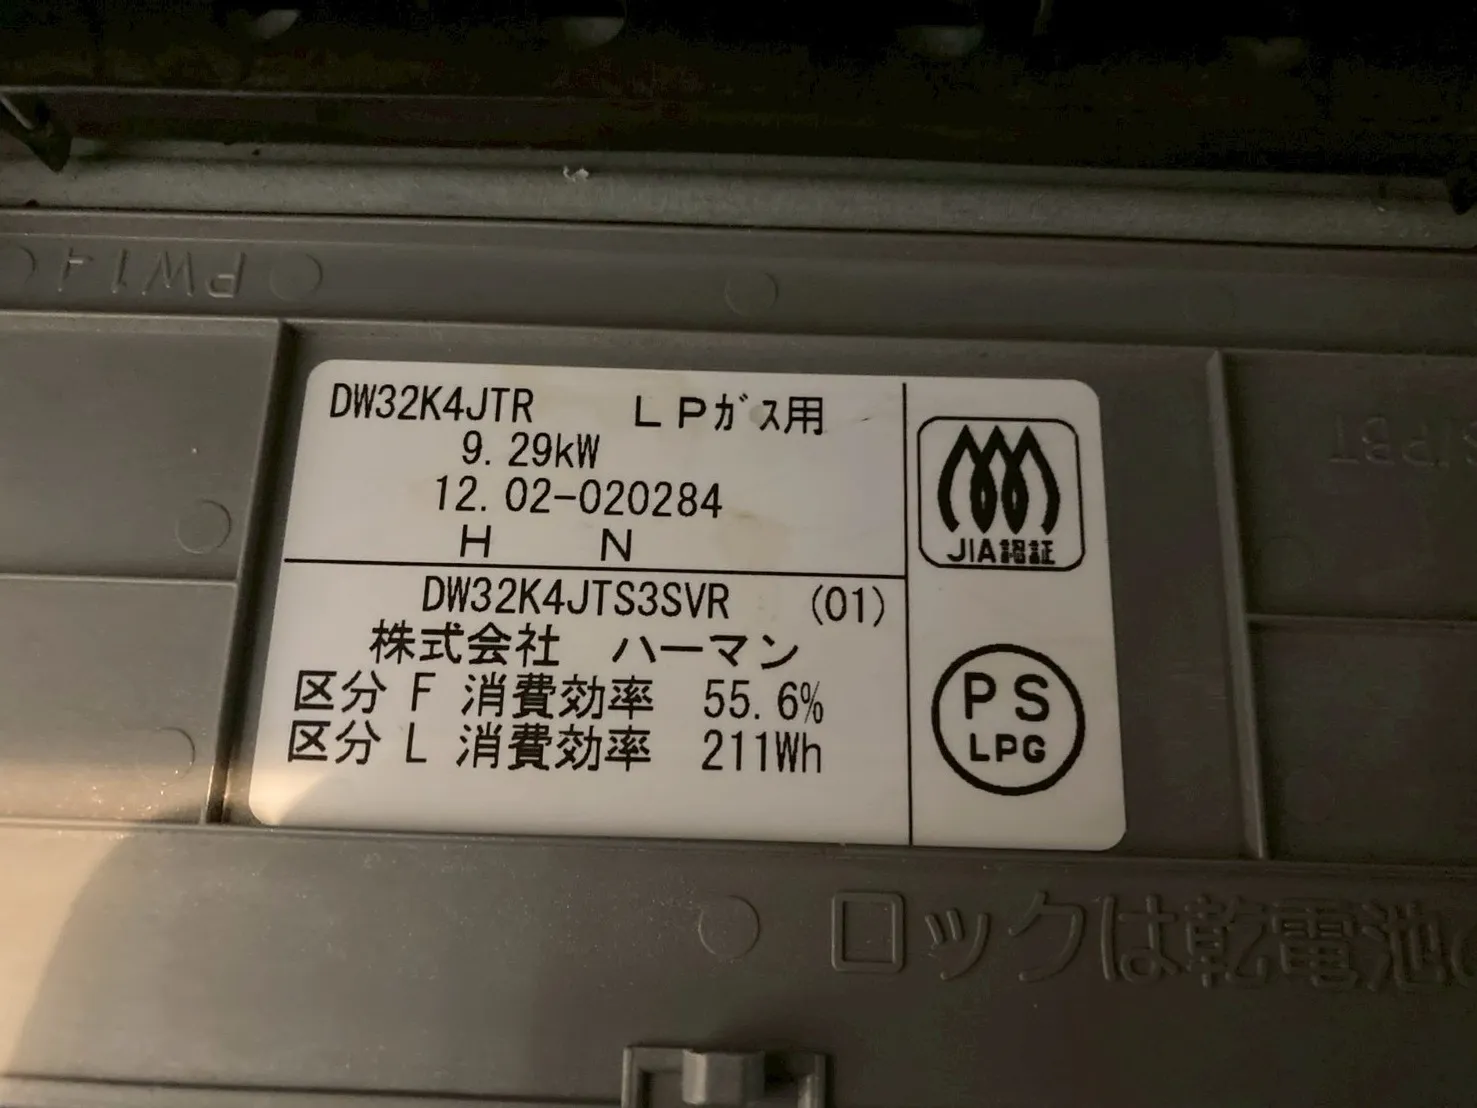 PW14
DW32K4JTR　ＬＰｶﾞｽ用
9.29kW
12.02-020284
H　N
JIA認証
DW32K4JTS3SVR　(01)
株式会社　ハーマン
区分 F 消費効率　55.6%
区分 L 消費効率　211Wh
PS
LPG
ロックは乾電池